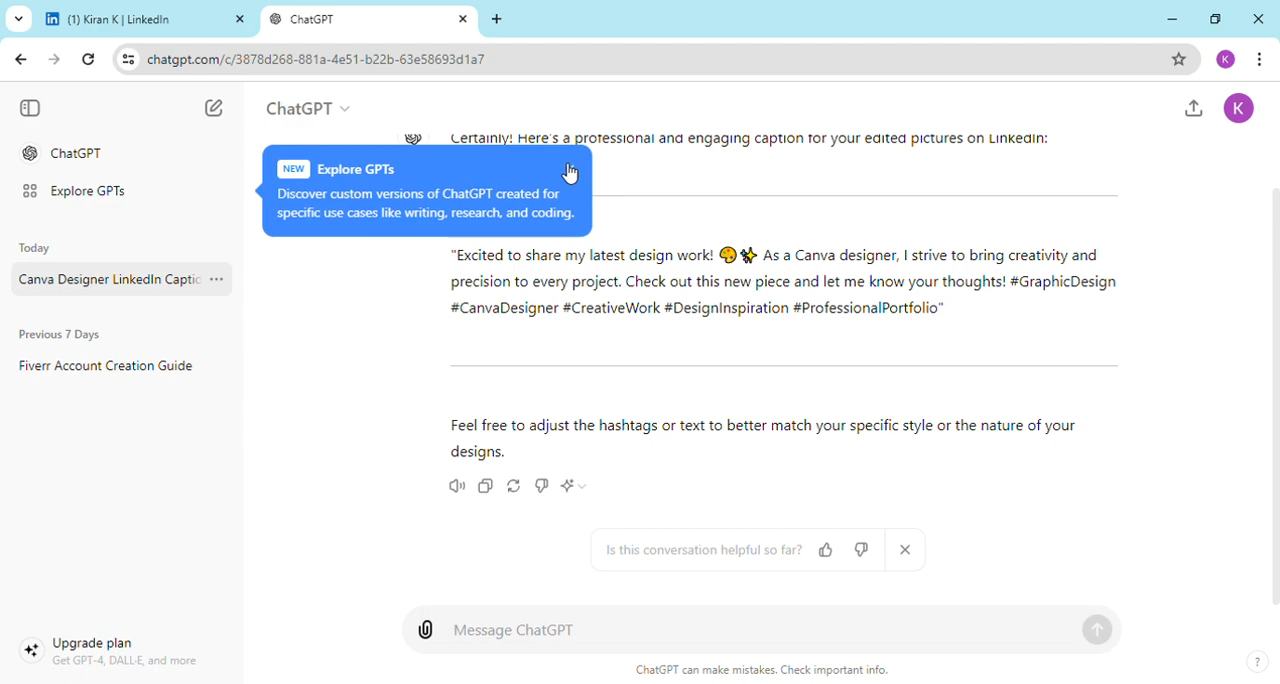 (1) Kiran K | LinkedIn
ChatGPT
chatgpt.com/c/3878d268-881a-4e51-b22b-63e58693d1a7
K
ChatGPT
K
ChatGPT
Explore GPTs
Today
Canva Designer LinkedIn Captic
Previous 7 Days
Fiverr Account Creation Guide
Upgrade plan
Get GPT-4, DALL·E, and more
Certainly! Here's a professional and engaging caption for your edited pictures on LinkedIn:
NEW Explore GPTs
Discover custom versions of ChatGPT created for
specific use cases like writing, research, and coding.
"Excited to share my latest design work! 🎨✨ As a Canva designer, I strive to bring creativity and
precision to every project. Check out this new piece and let me know your thoughts! #GraphicDesign
#CanvaDesigner #CreativeWork #DesignInspiration #ProfessionalPortfolio"
Feel free to adjust the hashtags or text to better match your specific style or the nature of your
designs.
Is this conversation helpful so far?
Message ChatGPT
ChatGPT can make mistakes. Check important info.
?